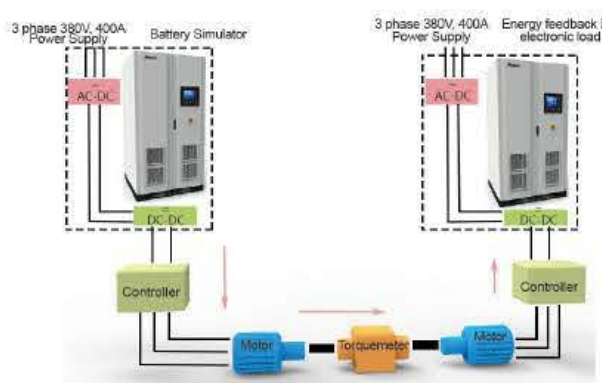 3 phase 380V, 400A
Power Supply
Battery Simulator
AC-DC
DC-DC
Controller
Motor
Torquemeter
3 phase 380V, 400A
Power Supply
Energy feedback
electronic load
AC-DC
DC-DC
Controller
Motor